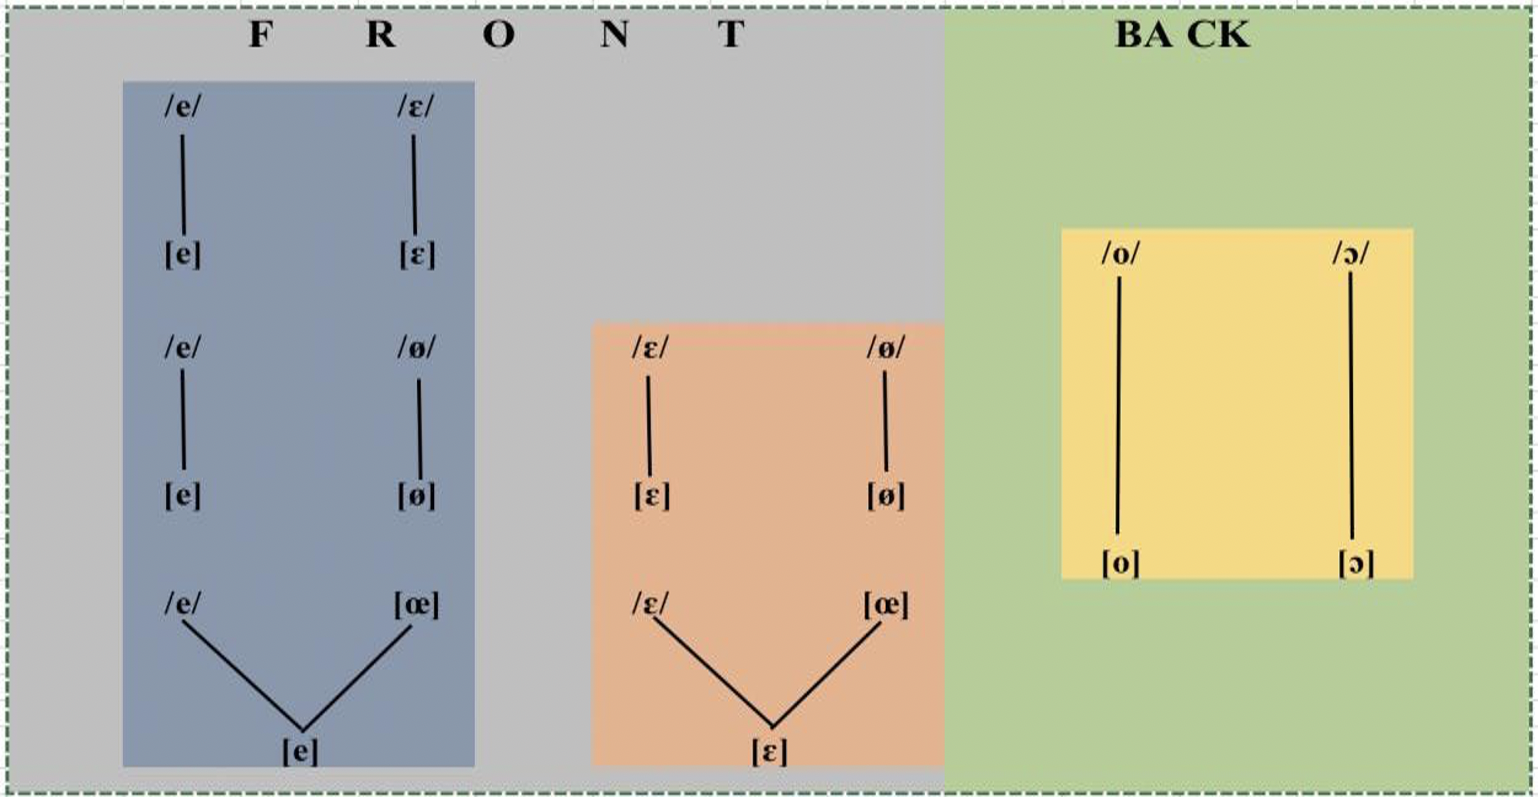 F R O N T BA CK
/e/ /ɛ/
[e] [ɛ]
/o/ /ɔ/
/e/ /ø/ /ɛ/ /ø/
[e] [ø] [ɛ] [ø]
[o] [ɔ]
/e/ [œ] /ɛ/ [œ]
[e] [ɛ]